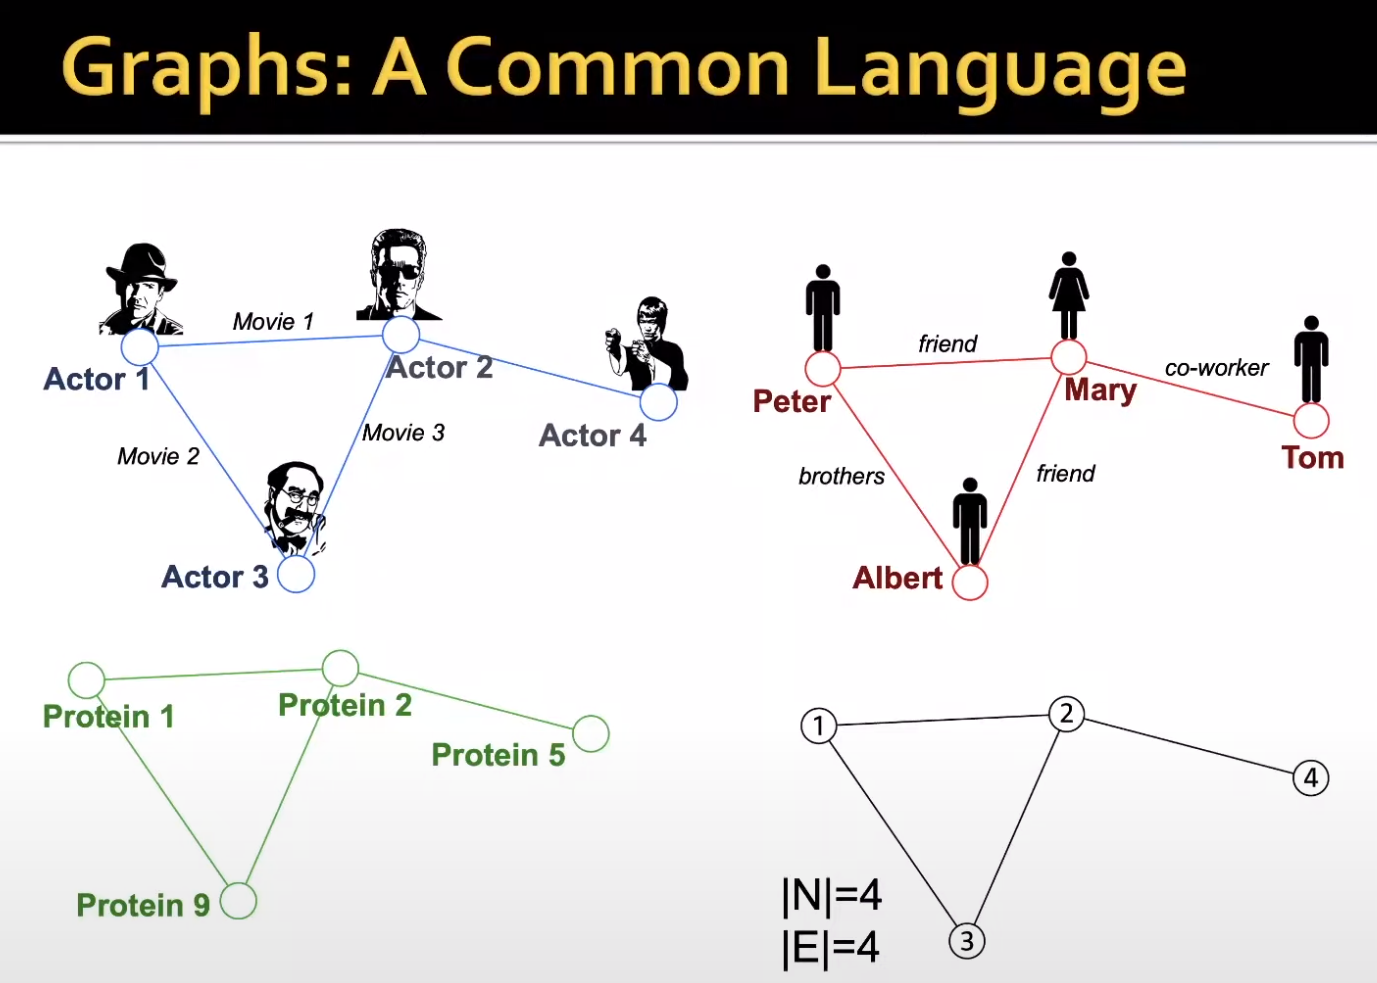 Graphs: A Common Language
Movie 1
Actor 1
Actor 2
Movie 2
Movie 3
Actor 4
Actor 3
friend
co-worker
Peter
Mary
Tom
brothers
friend
Albert
Protein 1
Protein 2
Protein 5
Protein 9
1
2
4
3
|N|=4
|E|=4